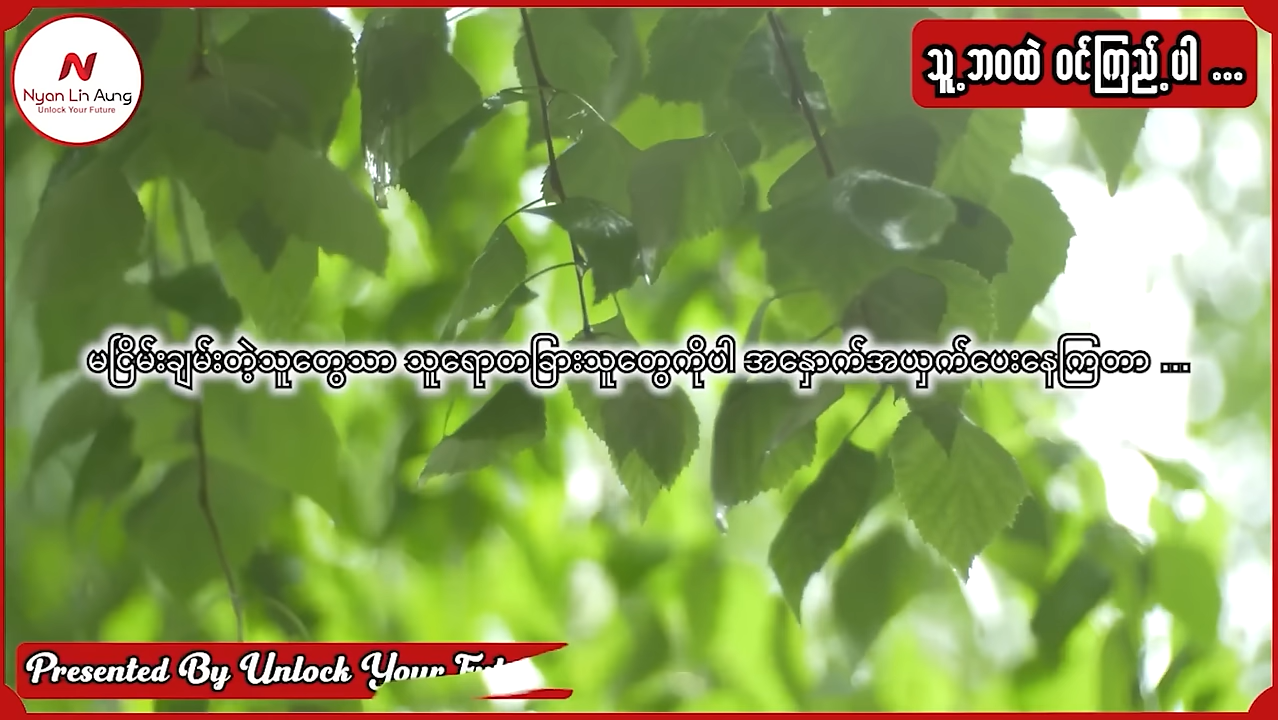 Nyan Lin Aung
Unlock Your Future
သူ့ဘဝထဲ ဝင်ကြည့်ပါ ...
မငြိမ်းချမ်းတဲ့သူတွေသာ သူရောတခြားသူတွေကိုပါ အနှောက်အယှက်ပေးနေကြတာ ...
Presented By Unlock Your